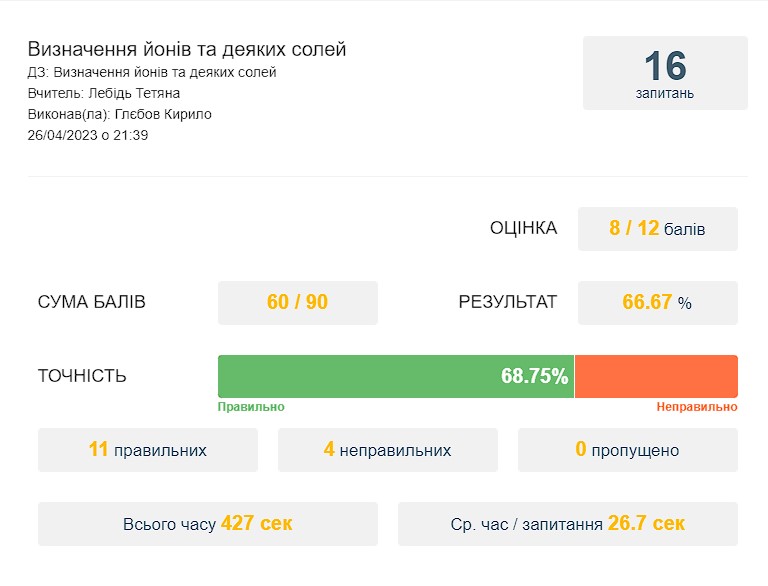 Визначення йонів та деяких солей
ДЗ: Визначення йонів та деяких солей
Вчитель: Лебідь Тетяна
Виконав(ла): Глєбов Кирило
26/04/2023 о 21:39
16
запитань
ОЦІНКА 8 / 12 балів
СУМА БАЛІВ 60 / 90 РЕЗУЛЬТАТ 66.67 %
ТОЧНІСТЬ 68.75%
Правильно Неправильно
11 правильних 4 неправильних 0 пропущено
Всього часу 427 сек Ср. час / запитання 26.7 сек